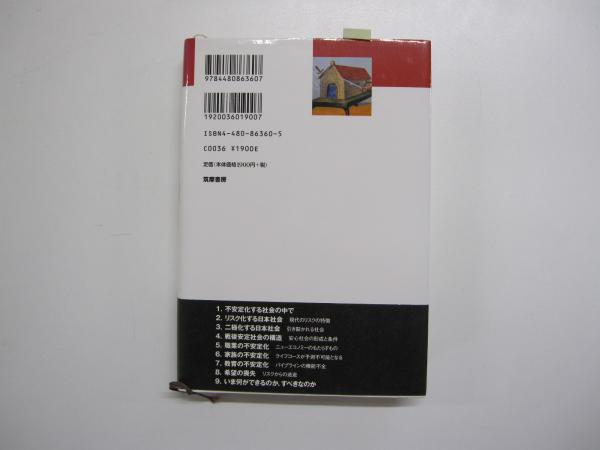 9784480863607
1920036019007
ISBN4-480-86360-5
C0036 ¥1900E
定価(本体価格1900円+税)
筑摩書房
1. 不安定化する社会の中で
2. リスク化する日本社会 現代のリスクの特徴
3. 二極化する日本社会 引き裂かれる社会
4. 戦後安定社会の構造 安心社会の形成と条件
5. 職業の不安定化 ニューエコノミーのもたらすもの
6. 家族の不安定化 ライフコースが予測不可能となる
7. 教育の不安定化 パイプラインの機能不全
8. 希望の喪失 リスクからの逃走
9. いま何ができるのか、すべきなのか